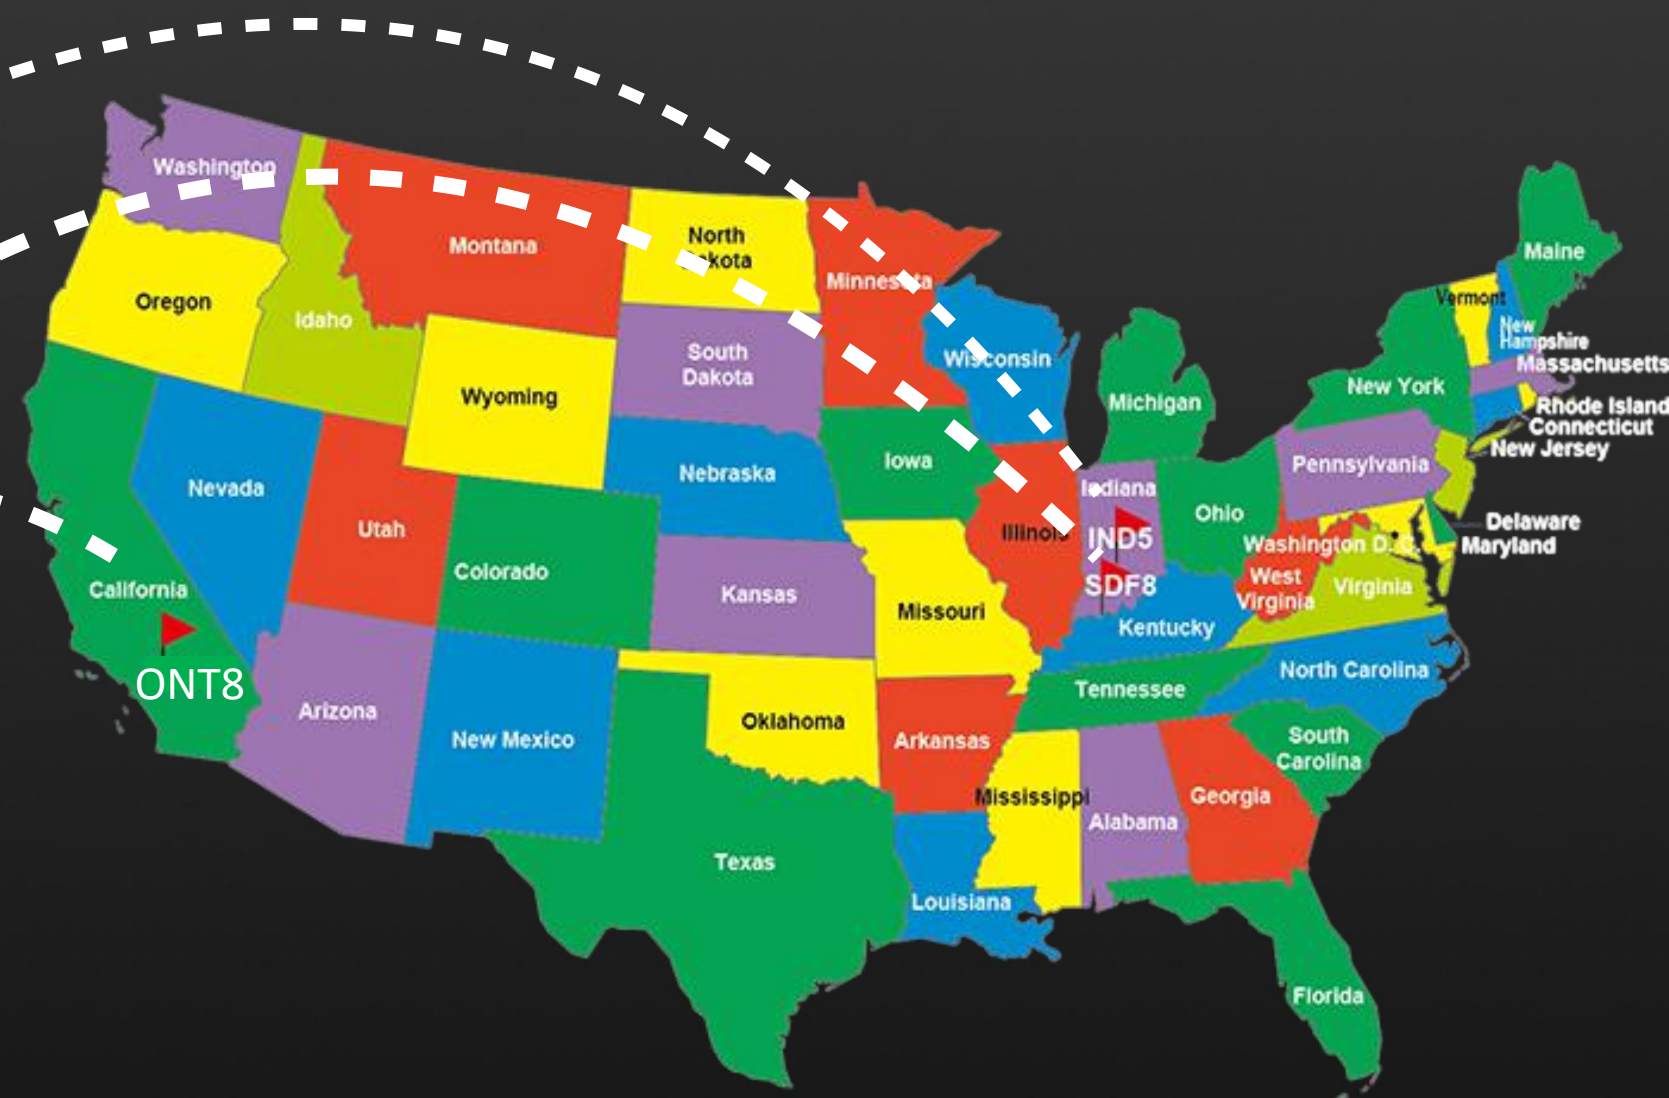 Washington
Montana
North
Dakota
Minnesota
Maine
Vermont
New
Hampshire
Massachusetts
Oregon
Idaho
Wyoming
South
Dakota
Wisconsin
Michigan
New York
Rhode Island
Connecticut
New Jersey
Nevada
Utah
Colorado
Nebraska
Iowa
Illinois
Indiana
IND5
SDF8
Ohio
Pennsylvania
Delaware
Maryland
Washington D.C.
West
Virginia
Virginia
California
ONT8
Kansas
Missouri
Kentucky
North Carolina
Tennessee
Arizona
New Mexico
Oklahoma
Arkansas
South
Carolina
Mississippi
Alabama
Georgia
Texas
Louisiana
Florida